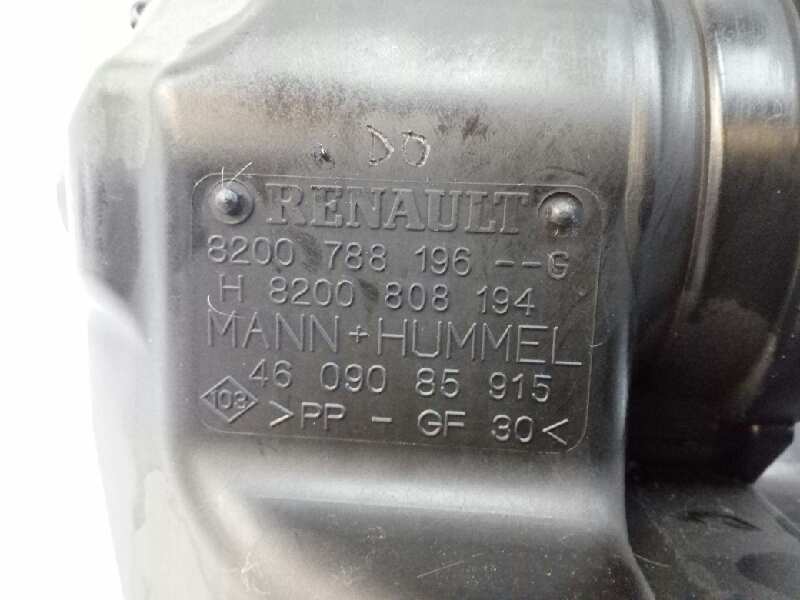 DO
RENAULT
8200 788 196 --G
H 8200 808 194
MANN+HUMMEL
46 090 85 915
103 >PP - GF 30<